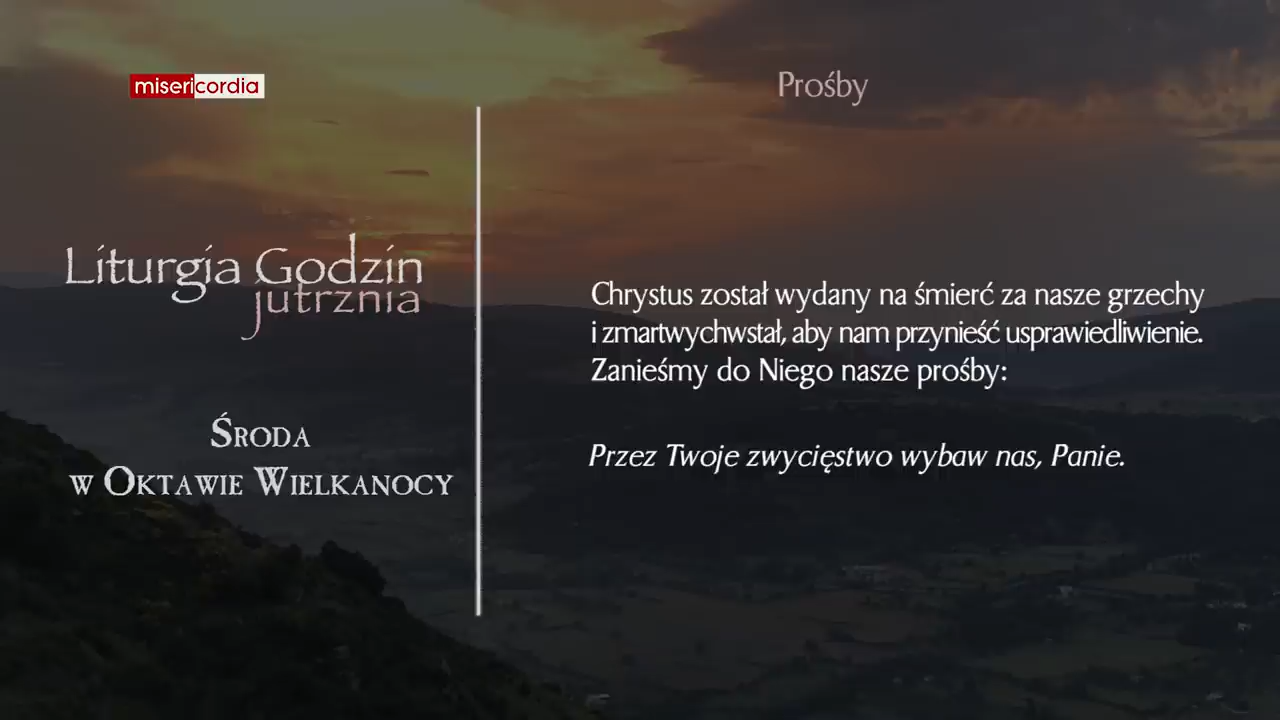 misericordia
Liturgia Godzin
jutrznia
Środa
w Oktawie Wielkanocy
Prośby
Chrystus został wydany na śmierć za nasze grzechy
i zmartwychwstał, aby nam przynieść usprawiedliwienie.
Zanieśmy do Niego nasze prośby:
Przez Twoje zwycięstwo wybaw nas, Panie.